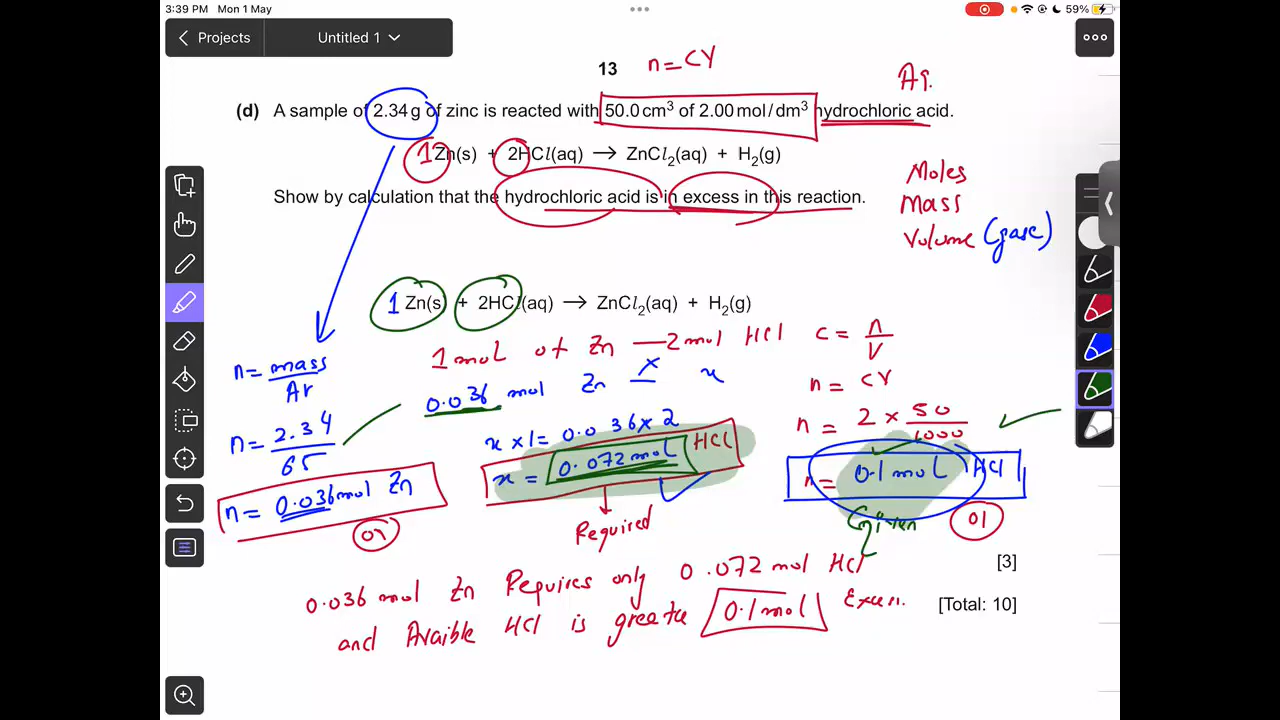 3:39 PM Mon 1 May
59%
Projects
Untitled 1
13
n = CV
Ar.
(d) A sample of 2.34 g of zinc is reacted with 50.0 cm³ of 2.00 mol/dm³ hydrochloric acid.
1Zn(s) + 2HCl(aq) → ZnCl₂(aq) + H₂(g)
Show by calculation that the hydrochloric acid is in excess in this reaction.
Moles
Mass
Volume (gase)
1 Zn(s) + 2HCl(aq) → ZnCl₂(aq) + H₂(g)
1 mol of Zn — 2 mol HCl
0.036 mol Zn — x
x × 1 = 0.036 × 2
x = 0.072 mol HCl
Required
n = mass / Ar
n = 2.34 / 65
n = 0.036 mol Zn
01
C = n / V
n = CV
n = 2 × 50 / 1000
n = 0.1 mol HCl
Given
01
[3]
0.036 mol Zn Requires only 0.072 mol HCl
and Avaible HCl is greate 0.1 mol
[Total: 10]